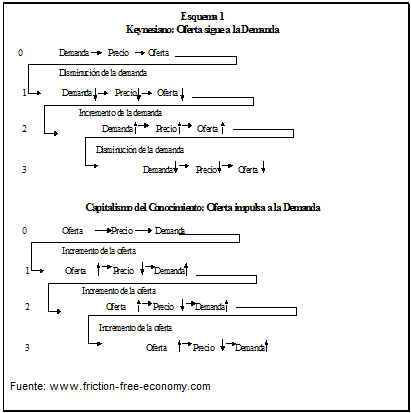 Esquema 1
Keynesiano: Oferta sigue a la Demanda
0 Demanda Precio Oferta
Disminución de la demanda
1 Demanda Precio Oferta
Incremento de la demanda
2 Demanda Precio Oferta
Disminución de la demanda
3 Demanda Precio Oferta
Capitalismo del Conocimiento: Oferta impulsa a la Demanda
0 Oferta Precio Demanda
Incremento de la oferta
1 Oferta Precio Demanda
Incremento de la oferta
2 Oferta Precio Demanda
Incremento de la oferta
3 Oferta Precio Demanda
Fuente: www.friction-free-economy.com